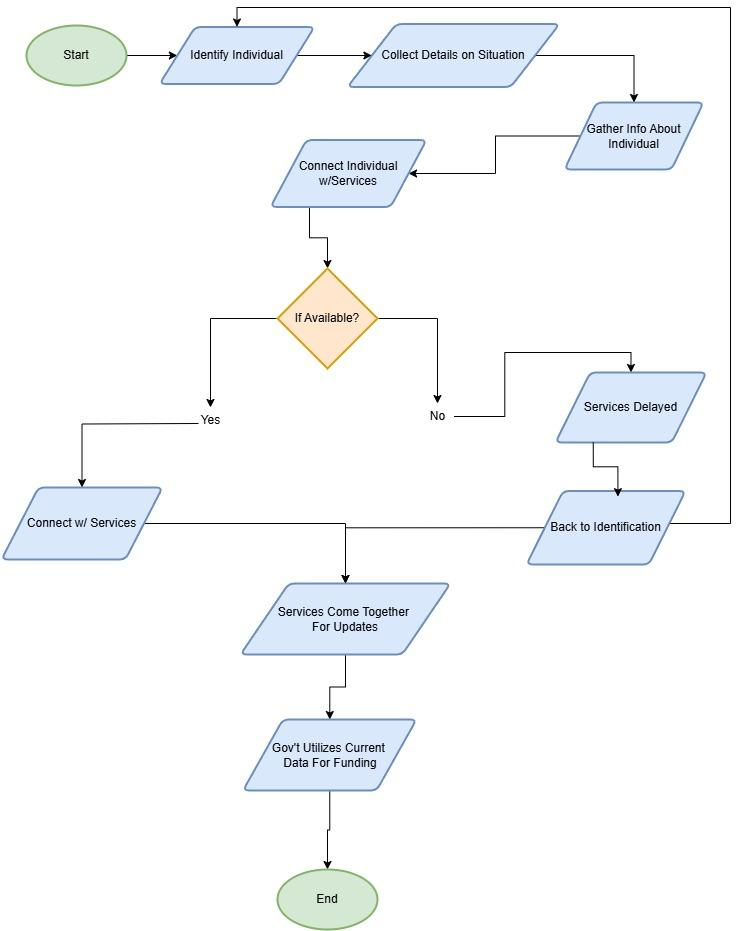 Start
Identify Individual
Collect Details on Situation
Gather Info About
Individual
Connect Individual
w/Services
If Available?
Yes
No
Services Delayed
Connect w/ Services
Back to Identification
Services Come Together
For Updates
Gov't Utilizes Current
Data For Funding
End